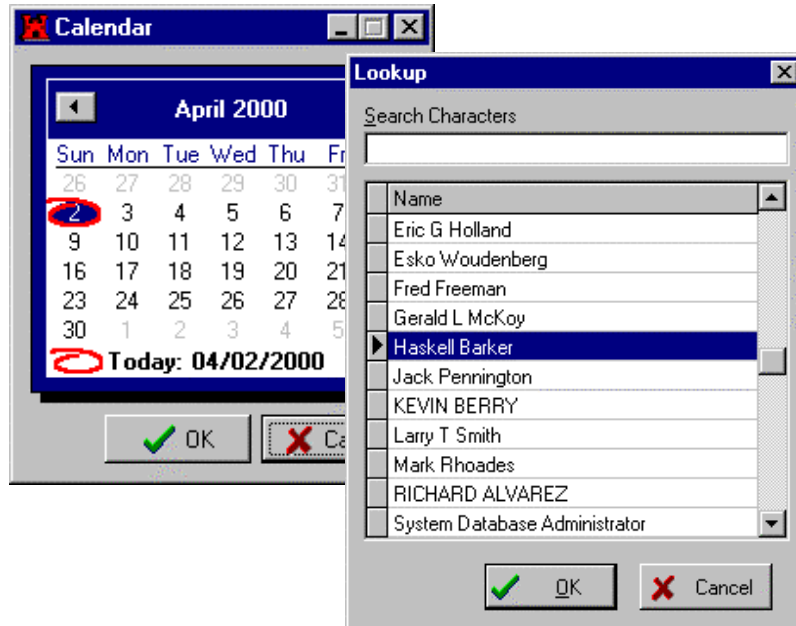 Calendar
April 2000
Sun Mon Tue Wed Thu
26 27 28 29 30 31
2 3 4 5 6 7
9 10 11 12 13 14
16 17 18 19 20 21
23 24 25 26 27 28
30 1 2 3 4 5
Today: 04/02/2000
OK
Lookup
Search Characters
Name
Eric G Holland
Esko Woudenberg
Fred Freeman
Gerald L McKoy
Haskell Barker
Jack Pennington
KEVIN BERRY
Larry T Smith
Mark Rhoades
RICHARD ALVAREZ
System Database Administrator
OK Cancel